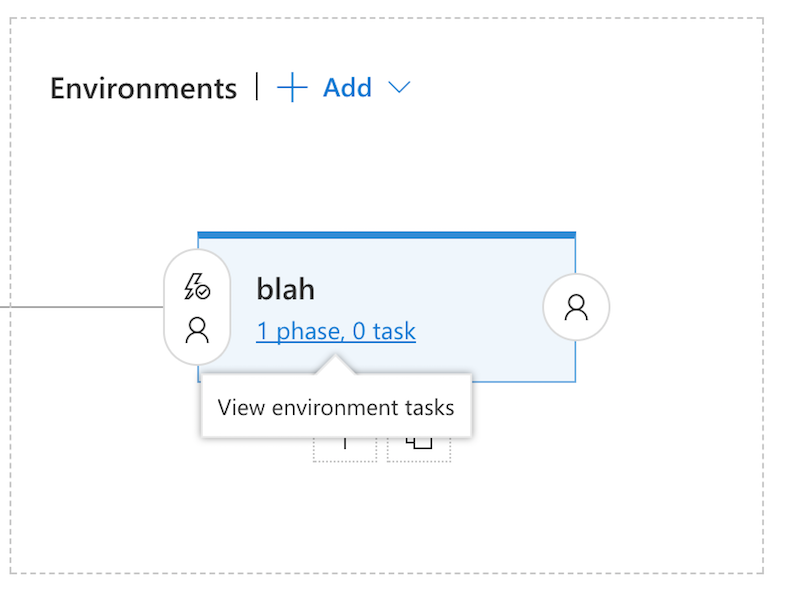 Environments | + Add
blah
1 phase, 0 task
View environment tasks